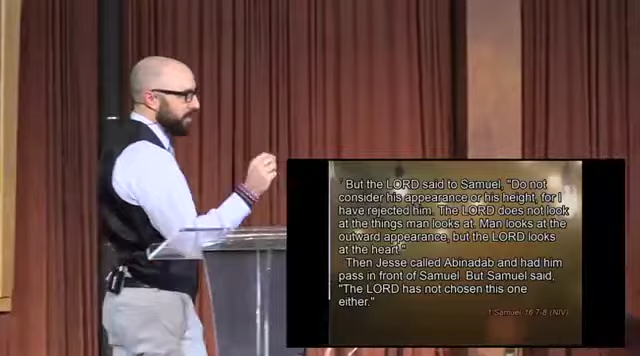 But the LORD said to Samuel, "Do not
consider his appearance or his height, for I
have rejected him. The LORD does not look
at the things man looks at. Man looks at the
outward appearance, but the LORD looks
at the heart."
Then Jesse called Abinadab and had him
pass in front of Samuel. But Samuel said,
"The LORD has not chosen this one
either."
1 Samuel 16:7-8 (NIV)